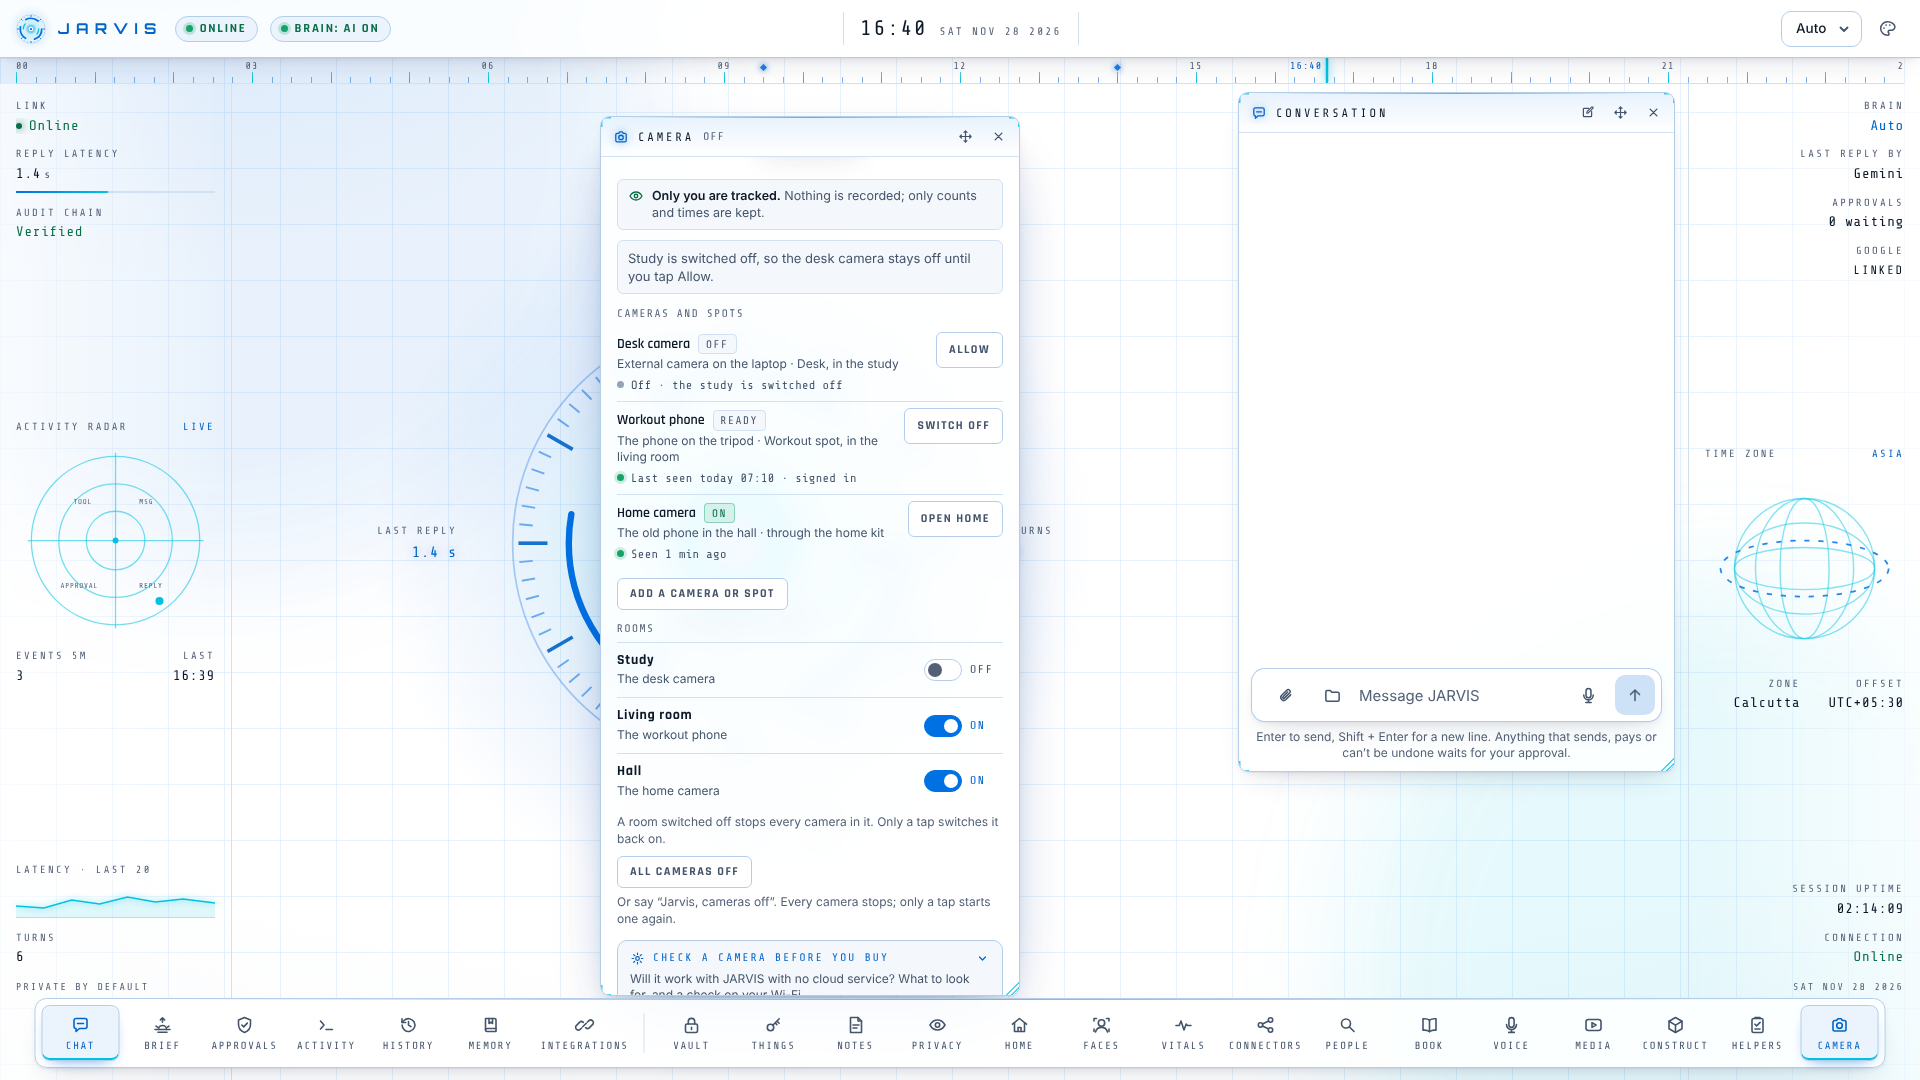 JARVIS
ONLINE
BRAIN: AI ON
16:40 SAT NOV 28 2026
Auto
00 03 06 09 12 15 16:40 18 21 2
LINK
Online
REPLY LATENCY
1.4 s
AUDIT CHAIN
Verified
ACTIVITY RADAR LIVE
TOOL MSG
APPROVAL REPLY
EVENTS 5M LAST
3 16:39
LATENCY · LAST 20
TURNS
6
PRIVATE BY DEFAULT
LAST REPLY
1.4 s
URNS
CAMERA OFF
Only you are tracked. Nothing is recorded; only counts
and times are kept.
Study is switched off, so the desk camera stays off until
you tap Allow.
CAMERAS AND SPOTS
Desk camera OFF
External camera on the laptop · Desk, in the study
Off · the study is switched off
ALLOW
Workout phone READY
The phone on the tripod · Workout spot, in the
living room
Last seen today 07:10 · signed in
SWITCH OFF
Home camera ON
The old phone in the hall · through the home kit
Seen 1 min ago
OPEN HOME
ADD A CAMERA OR SPOT
ROOMS
Study
The desk camera
OFF
Living room
The workout phone
ON
Hall
The home camera
ON
A room switched off stops every camera in it. Only a tap switches it
back on.
ALL CAMERAS OFF
Or say “Jarvis, cameras off”. Every camera stops; only a tap starts
one again.
CHECK A CAMERA BEFORE YOU BUY
Will it work with JARVIS with no cloud service? What to look
for, and a check on your Wi-Fi.
CONVERSATION
Message JARVIS
Enter to send, Shift + Enter for a new line. Anything that sends, pays or
can’t be undone waits for your approval.
BRAIN
Auto
LAST REPLY BY
Gemini
APPROVALS
0 waiting
GOOGLE
LINKED
TIME ZONE ASIA
ZONE OFFSET
Calcutta UTC+05:30
SESSION UPTIME
02:14:09
CONNECTION
Online
SAT NOV 28 2026
CHAT
BRIEF
APPROVALS
ACTIVITY
HISTORY
MEMORY
INTEGRATIONS
VAULT
THINGS
NOTES
PRIVACY
HOME
FACES
VITALS
CONNECTORS
PEOPLE
BOOK
VOICE
MEDIA
CONSTRUCT
HELPERS
CAMERA